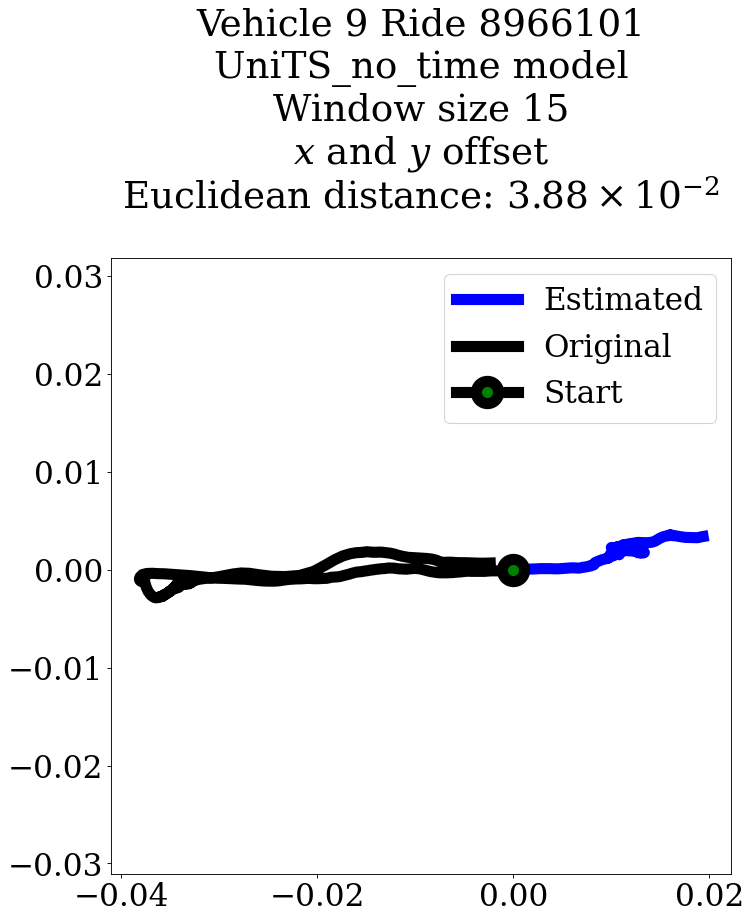 Vehicle 9 Ride 8966101
UniTS_no_time model
Window size 15
x and y offset
Euclidean distance: 3.88 × 10⁻²
Estimated
Original
Start
0.03
0.02
0.01
0.00
−0.01
−0.02
−0.03
−0.04
−0.02
0.00
0.02